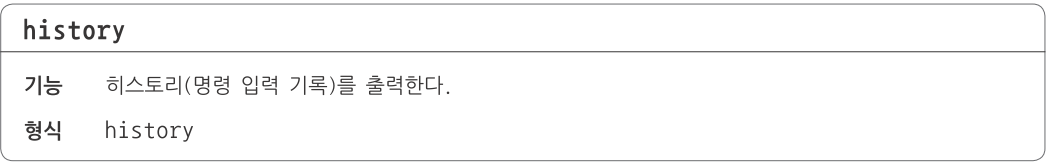 history
기능 히스토리(명령 입력 기록)를 출력한다.
형식 history